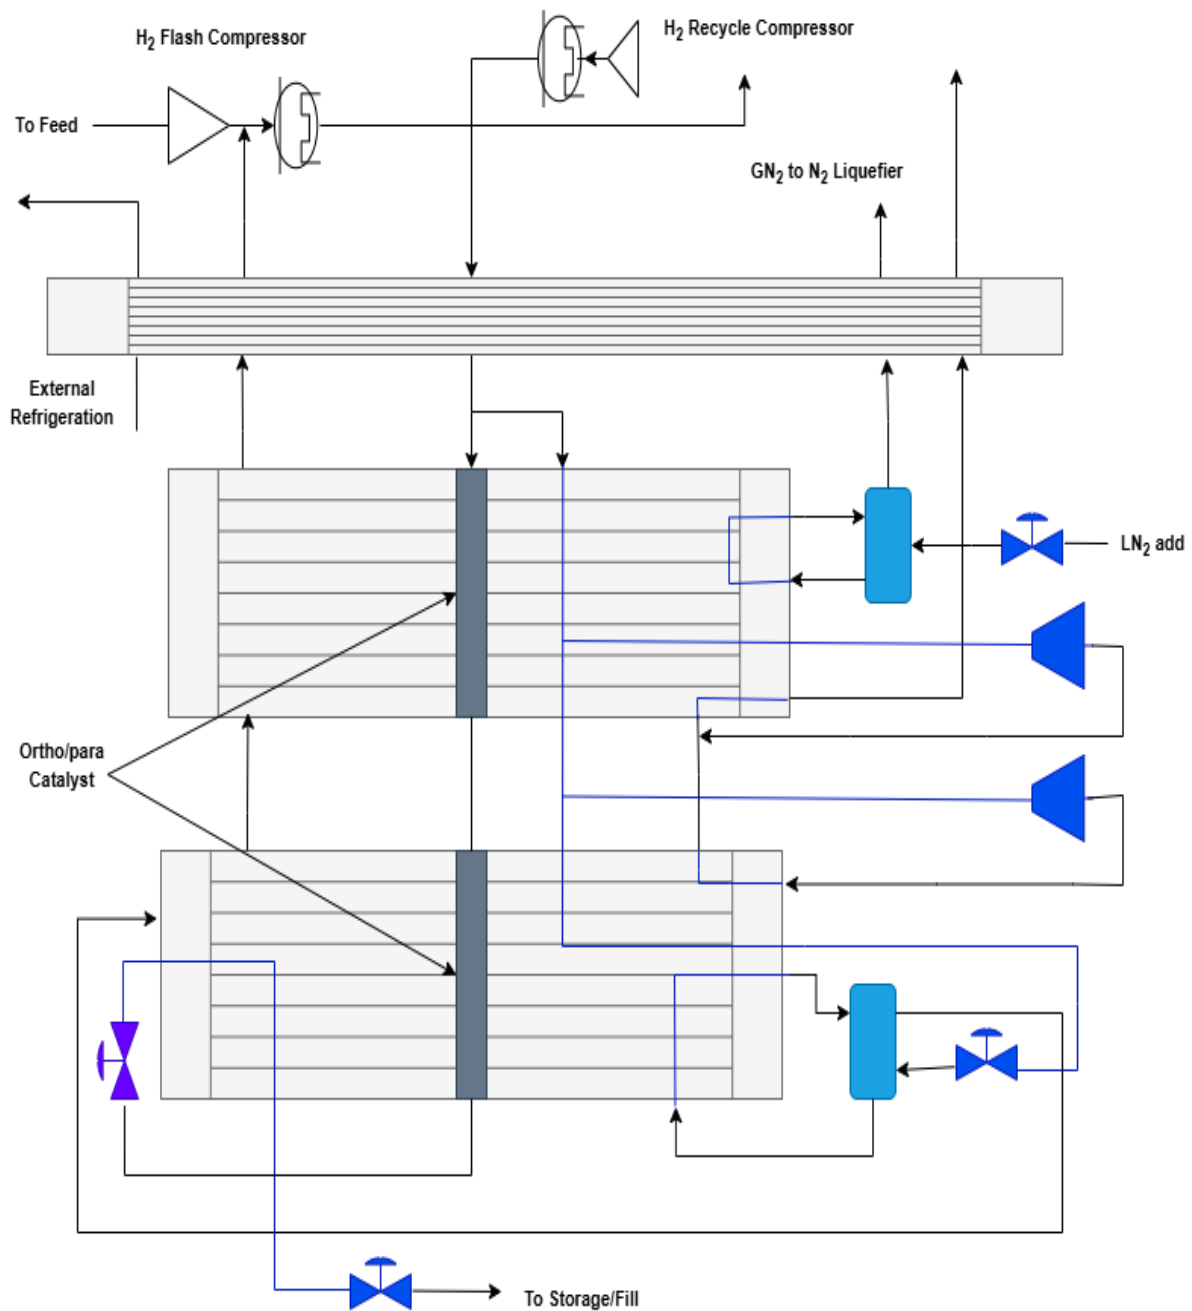 H₂ Flash Compressor
H₂ Recycle Compressor
To Feed
GN₂ to N₂ Liquefier
External
Refrigeration
LN₂ add
Ortho/para
Catalyst
To Storage/Fill